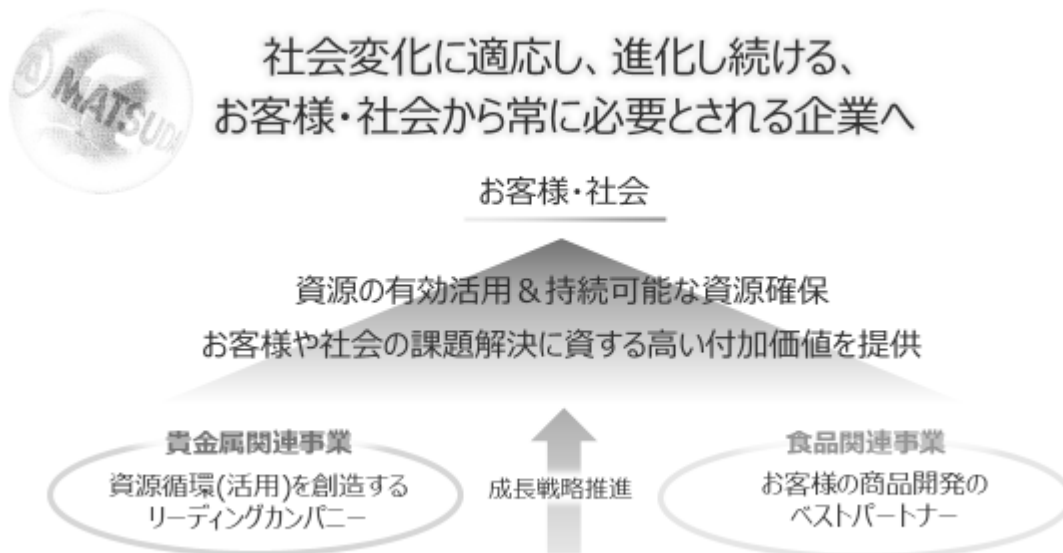 MATSUDA
社会変化に適応し、進化し続ける、
お客様・社会から常に必要とされる企業へ
お客様・社会
資源の有効活用＆持続可能な資源確保
お客様や社会の課題解決に資する高い付加価値を提供
貴金属関連事業
資源循環(活用)を創造する
リーディングカンパニー
成長戦略推進
食品関連事業
お客様の商品開発の
ベストパートナー